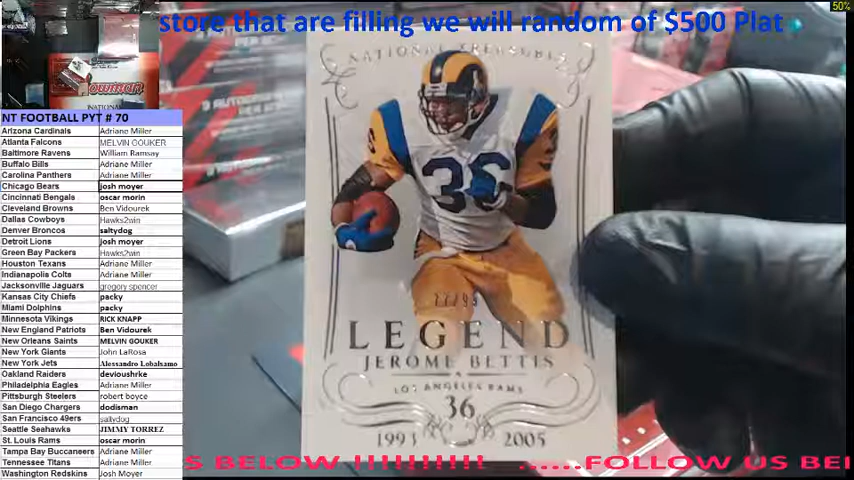 50%
store that are filling we will random of $500 Plat
Bowman
NATIONAL TREASURES
NT FOOTBALL PYT # 70
Arizona Cardinals Adriane Miller
Atlanta Falcons MELVIN GOUKER
Baltimore Ravens William Ramsay
Buffalo Bills Adriane Miller
Carolina Panthers Adriane Miller
Chicago Bears josh moyer
Cincinnati Bengals oscar morin
Cleveland Browns Ben Vidourek
Dallas Cowboys Hawks2win
Denver Broncos saltydog
Detroit Lions josh moyer
Green Bay Packers Hawks2win
Houston Texans Adriane Miller
Indianapolis Colts Adriane Miller
Jacksonville Jaguars gregory spencer
Kansas City Chiefs packy
Miami Dolphins packy
Minnesota Vikings RICK KNAPP
New England Patriots Ben Vidourek
New Orleans Saints MELVIN GOUKER
New York Giants John LaRosa
New York Jets Alessandro Lobalsamo
Oakland Raiders devioushrke
Philadelphia Eagles Adriane Miller
Pittsburgh Steelers robert boyce
San Diego Chargers dodisman
San Francisco 49ers saltydog
Seattle Seahawks JIMMY TORREZ
St. Louis Rams oscar morin
Tampa Bay Buccaneers Adriane Miller
Tennessee Titans Adriane Miller
Washington Redskins Josh Moyer
36
LEGEND
JEROME BETTIS
LOS ANGELES RAMS
36
1993 2005
S BELOW !!!!!!!!!! ......FOLLOW US BE